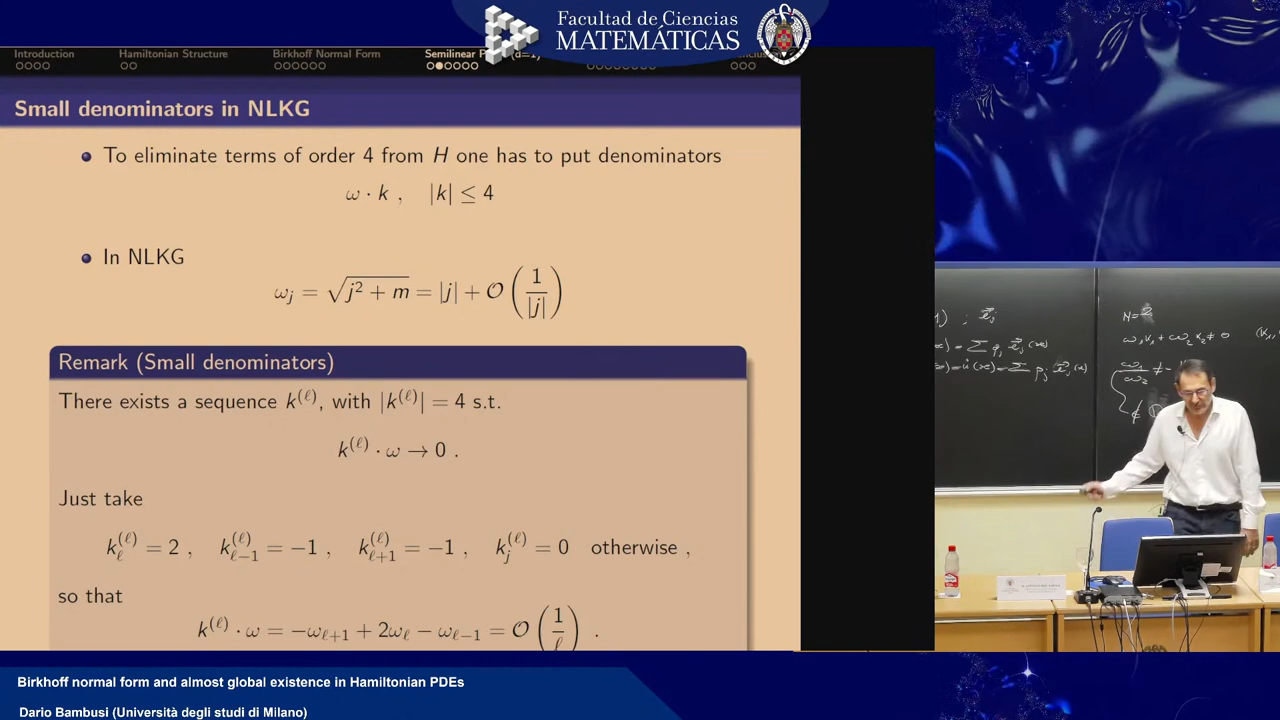 Facultad de Ciencias
MATEMÁTICAS
Introduction Hamiltonian Structure Birkhoff Normal Form Semilinear (d=1)
Small denominators in NLKG
To eliminate terms of order 4 from H one has to put denominators
ω · k , |k| ≤ 4
In NLKG
ω_j = √(j² + m) = |j| + O(1/|j|)
Remark (Small denominators)
There exists a sequence k^(ℓ), with |k^(ℓ)| = 4 s.t.
k^(ℓ) · ω → 0 .
Just take
k_ℓ^(ℓ) = 2 , k_{ℓ−1}^(ℓ) = −1 , k_{ℓ+1}^(ℓ) = −1 , k_j^(ℓ) = 0 otherwise ,
so that
k^(ℓ) · ω = −ω_{ℓ+1} + 2ω_ℓ − ω_{ℓ−1} = O(1/ℓ) .
Birkhoff normal form and almost global existence in Hamiltonian PDEs
Dario Bambusi (Università degli studi di Milano)